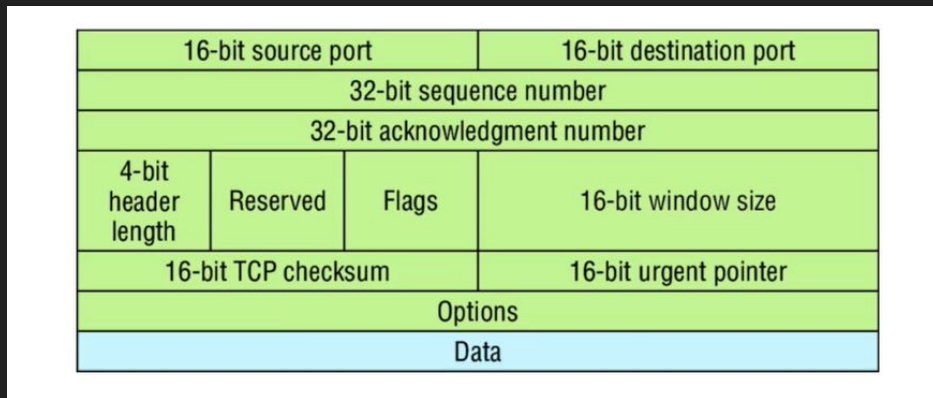 16-bit source port
16-bit destination port
32-bit sequence number
32-bit acknowledgment number
4-bit
header
length
Reserved
Flags
16-bit window size
16-bit TCP checksum
16-bit urgent pointer
Options
Data